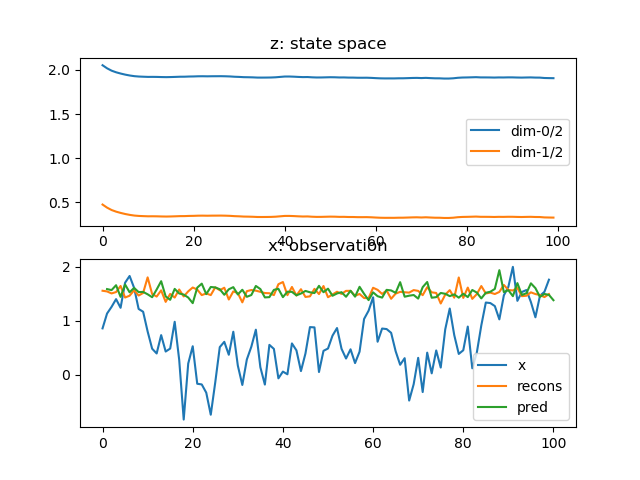 z: state space
2.0
1.5
1.0
0.5
dim-0/2
dim-1/2
0 20 40 60 80 100
x: observation
2
1
0
x
recons
pred
0 20 40 60 80 100